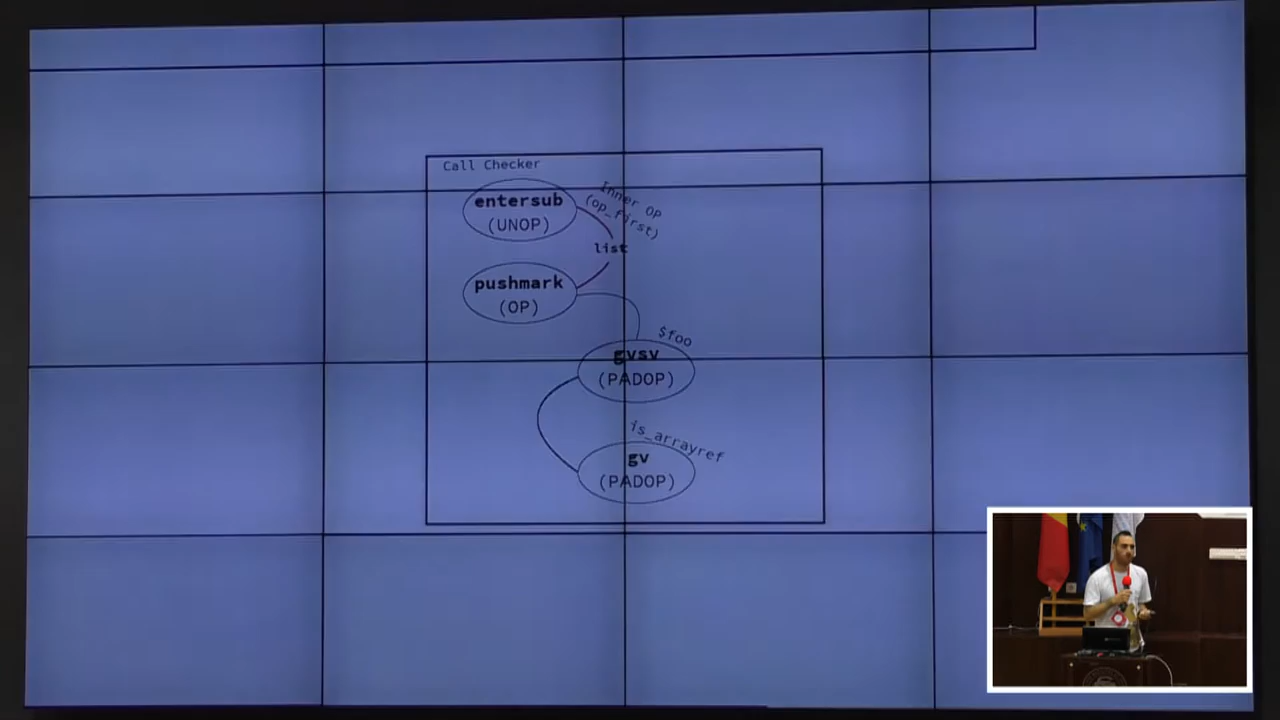 Call Checker
entersub
(UNOP)
Inner OP
(op_first)
list
pushmark
(OP)
$foo
gvsv
(PADOP)
is_arrayref
gv
(PADOP)